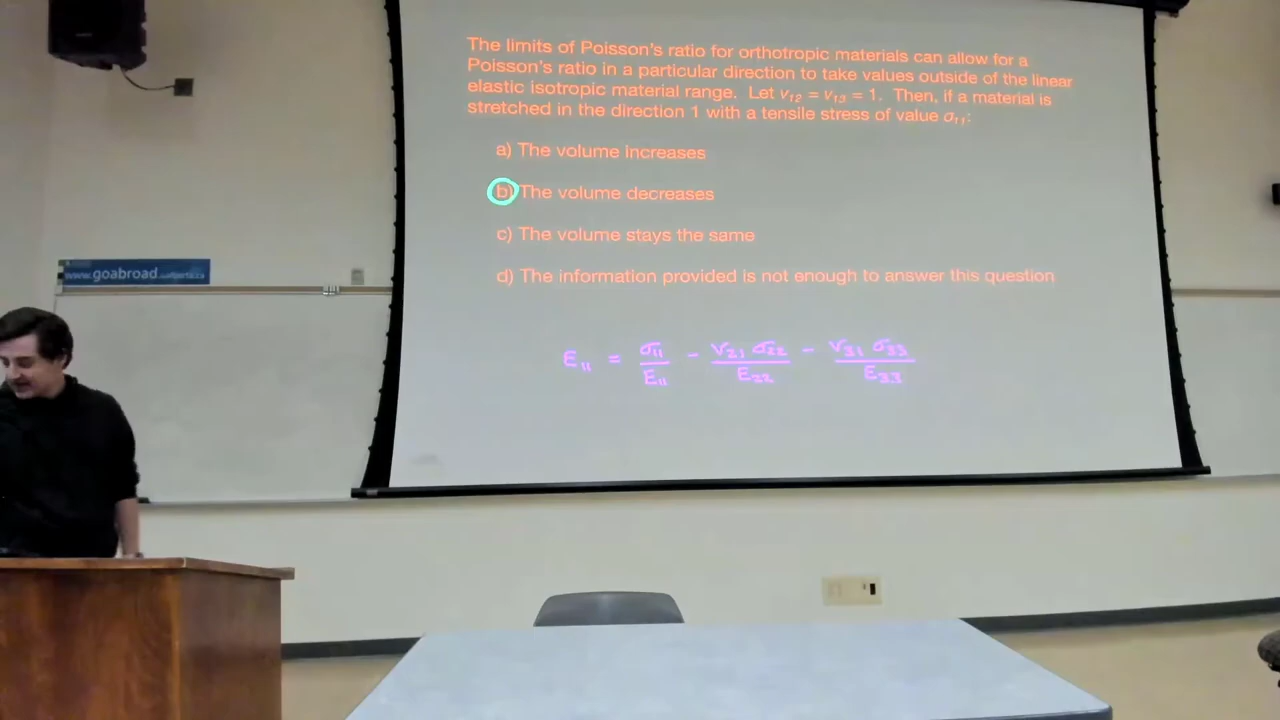 The limits of Poisson's ratio for orthotropic materials can allow for a
Poisson's ratio in a particular direction to take values outside of the linear
elastic isotropic material range. Let ν₁₂ = ν₁₃ = 1. Then, if a material is
stretched in the direction 1 with a tensile stress of value σ₁₁:
a) The volume increases
b) The volume decreases
c) The volume stays the same
d) The information provided is not enough to answer this question
www.goabroad.ualberta.ca
ε₁₁ = σ₁₁/E₁₁ - ν₂₁ σ₂₂/E₂₂ - ν₃₁ σ₃₃/E₃₃